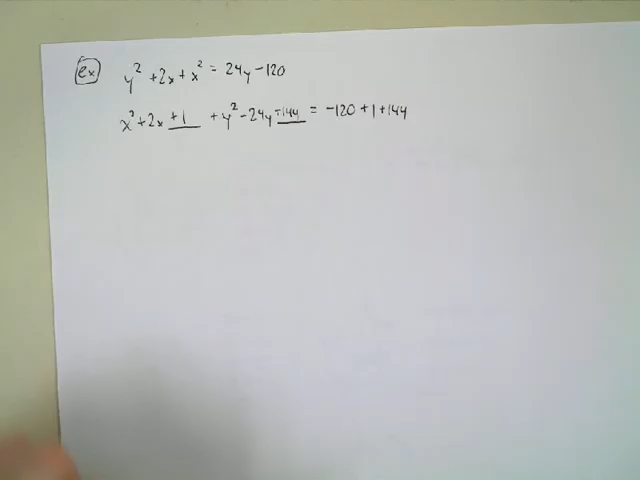 ex y² + 2x + x² = 24y - 120
x² + 2x + 1 + y² - 24y + 144 = -120 + 1 + 144